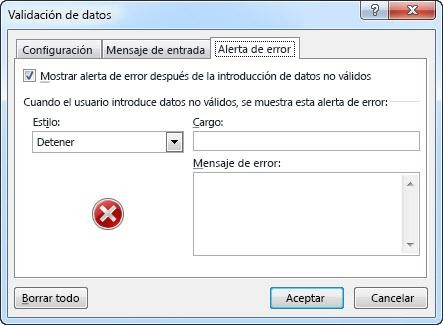 Validación de datos
Configuración Mensaje de entrada Alerta de error
Mostrar alerta de error después de la introducción de datos no válidos
Cuando el usuario introduce datos no válidos, se muestra esta alerta de error:
Estilo: Cargo:
Detener
Mensaje de error:
Borrar todo Aceptar Cancelar